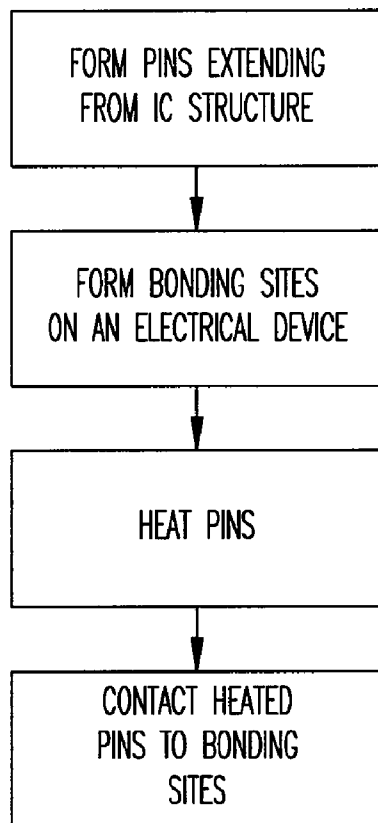 FORM PINS EXTENDING
FROM IC STRUCTURE
FORM BONDING SITES
ON AN ELECTRICAL DEVICE
HEAT PINS
CONTACT HEATED
PINS TO BONDING
SITES